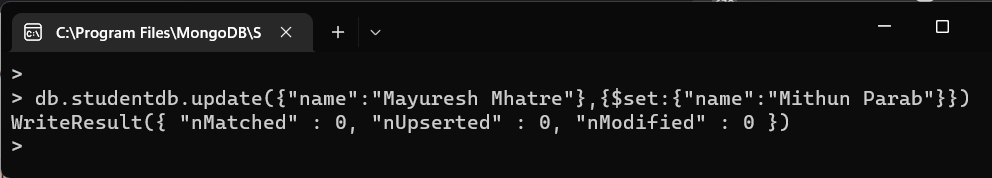 C:\Program Files\MongoDB\S
>
> db.studentdb.update({"name":"Mayuresh Mhatre"},{$set:{"name":"Mithun Parab"}})
WriteResult({ "nMatched" : 0, "nUpserted" : 0, "nModified" : 0 })
>